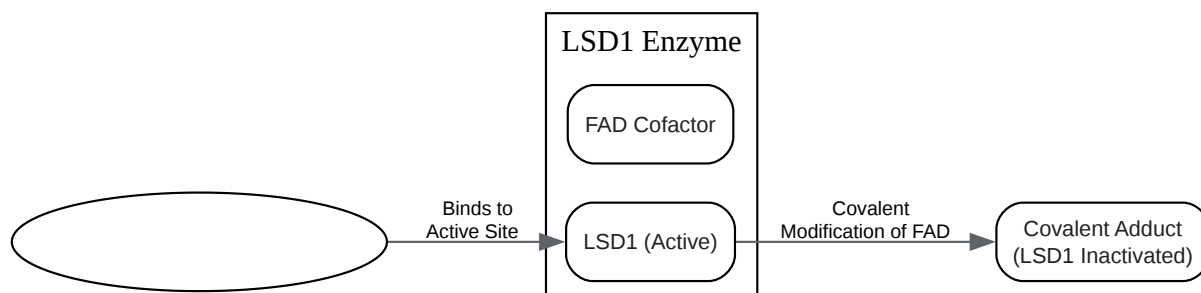 LSD1 Enzyme
FAD Cofactor
Binds to
Active Site
LSD1 (Active)
Covalent
Modification of FAD
Covalent Adduct
(LSD1 Inactivated)